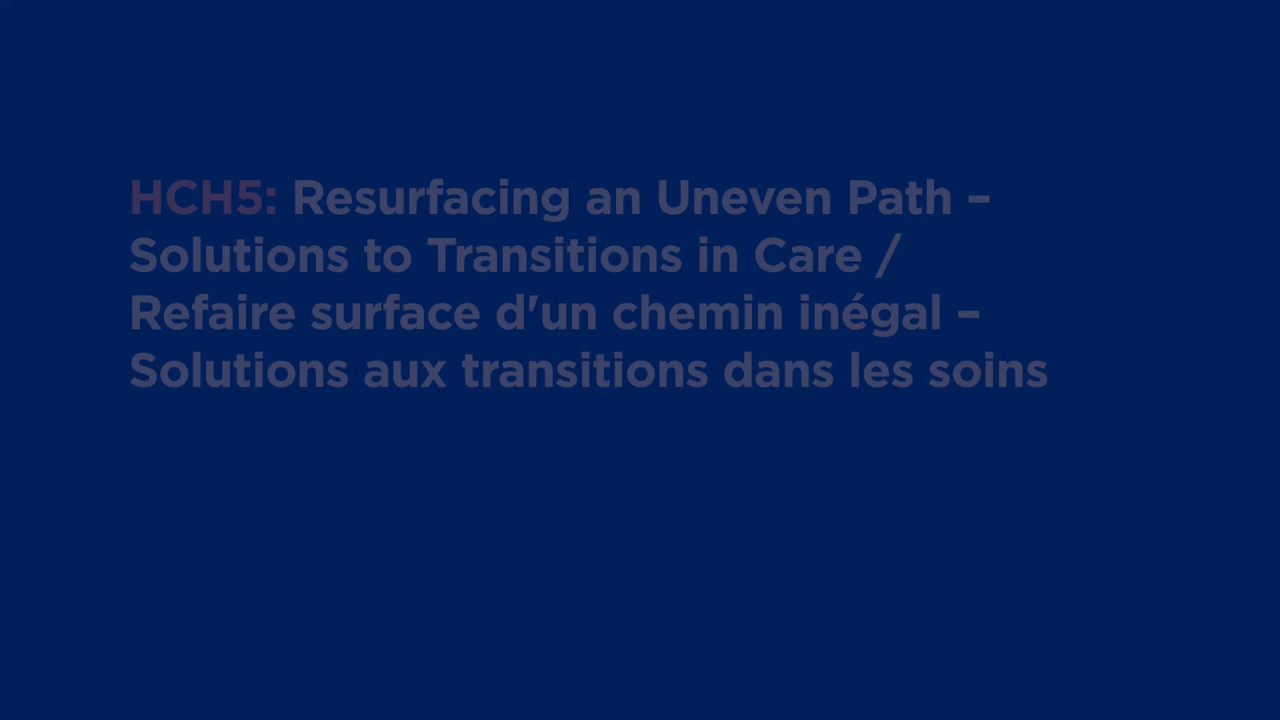 HCH5: Resurfacing an Uneven Path –
Solutions to Transitions in Care /
Refaire surface d'un chemin inégal –
Solutions aux transitions dans les soins